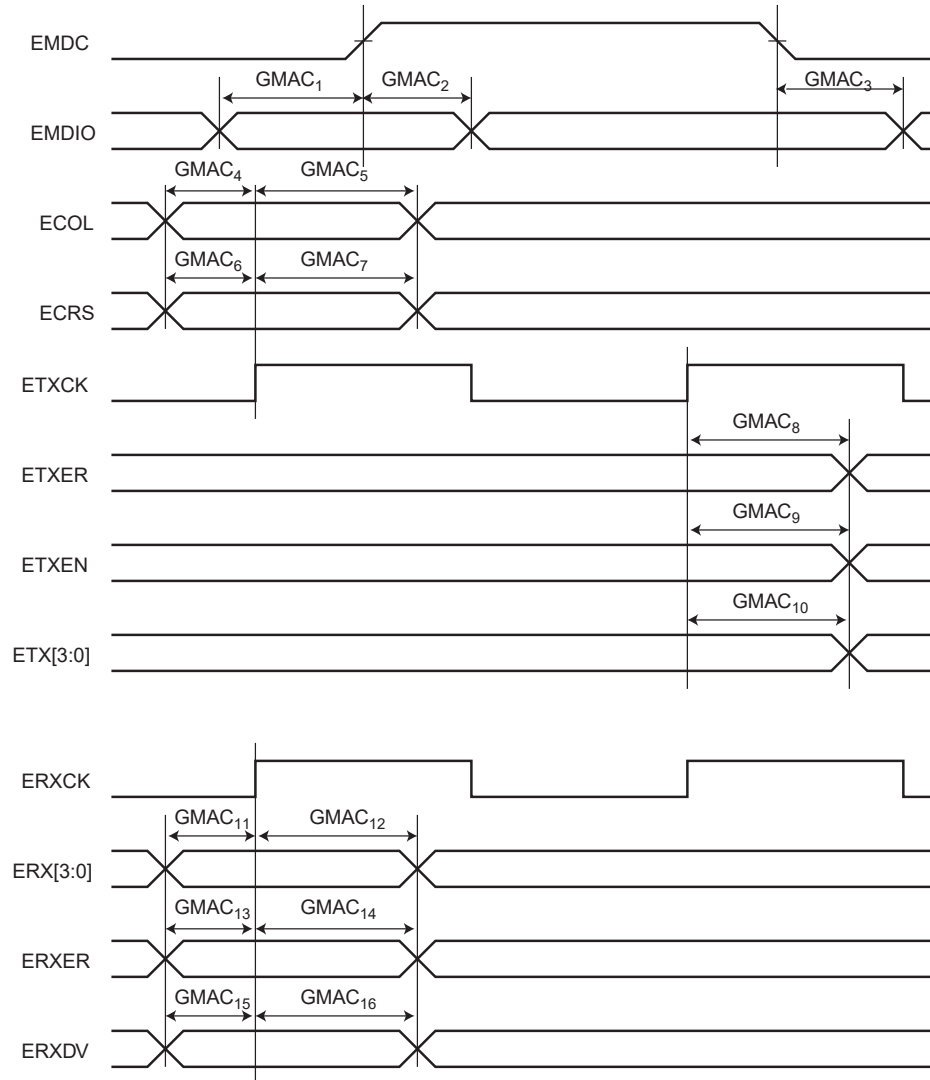 EMDC
GMAC1 GMAC2 GMAC3
EMDIO
GMAC4 GMAC5
ECOL
GMAC6 GMAC7
ECRS
ETXCK
GMAC8
ETXER
GMAC9
ETXEN
GMAC10
ETX[3:0]
ERXCK
GMAC11 GMAC12
ERX[3:0]
GMAC13 GMAC14
ERXER
GMAC15 GMAC16
ERXDV